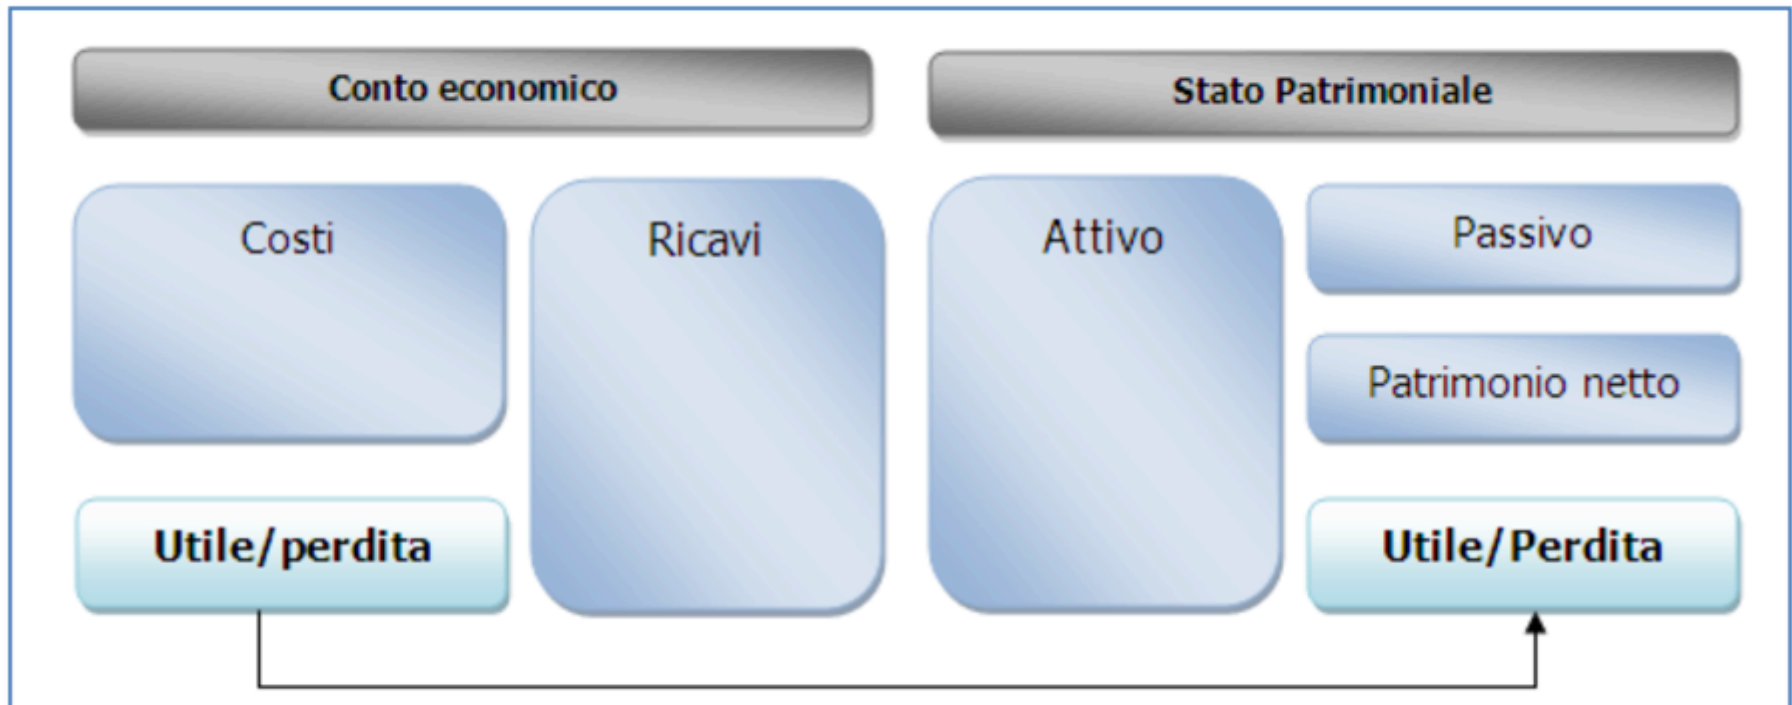 Conto economico
Stato Patrimoniale
Costi
Ricavi
Attivo
Passivo
Patrimonio netto
Utile/perdita
Utile/Perdita